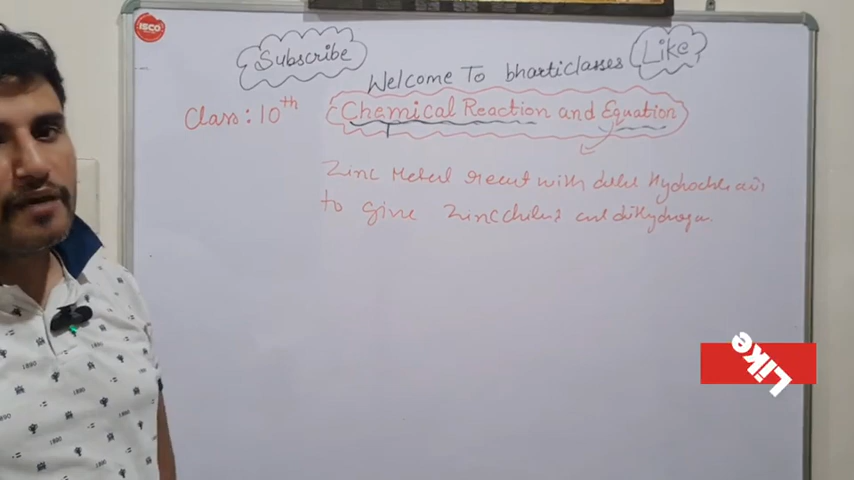 ISCO
Subscribe
Like
Welcome To bharticlasses
Class: 10th
Chemical Reaction and Equation
Zinc Metal react with dilute Hydrochloric acid
to give Zinc and diHydrogen.
Like